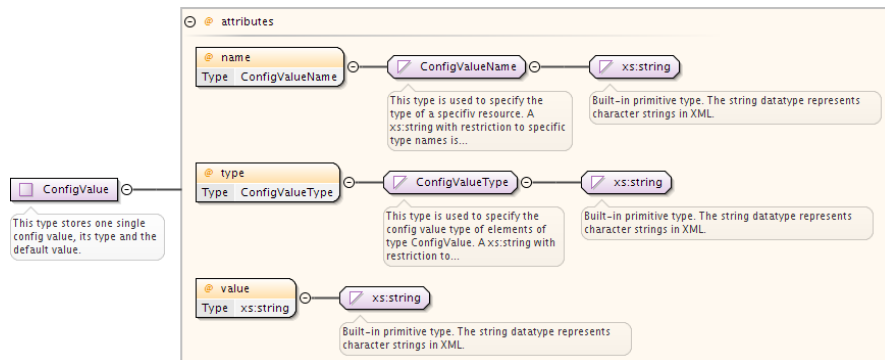 @ attributes
@ name
Type ConfigValueName
ConfigValueName
xs:string
This type is used to specify the
type of a specifiv resource. A
xs:string with restriction to specific
type names is...
Built-in primitive type. The string datatype represents
character strings in XML.
ConfigValue
This type stores one single
config value, its type and the
default value.
@ type
Type ConfigValueType
ConfigValueType
xs:string
This type is used to specify the
config value type of elements of
type ConfigValue. A xs:string with
restriction to...
Built-in primitive type. The string datatype represents
character strings in XML.
@ value
Type xs:string
xs:string
Built-in primitive type. The string datatype represents
character strings in XML.